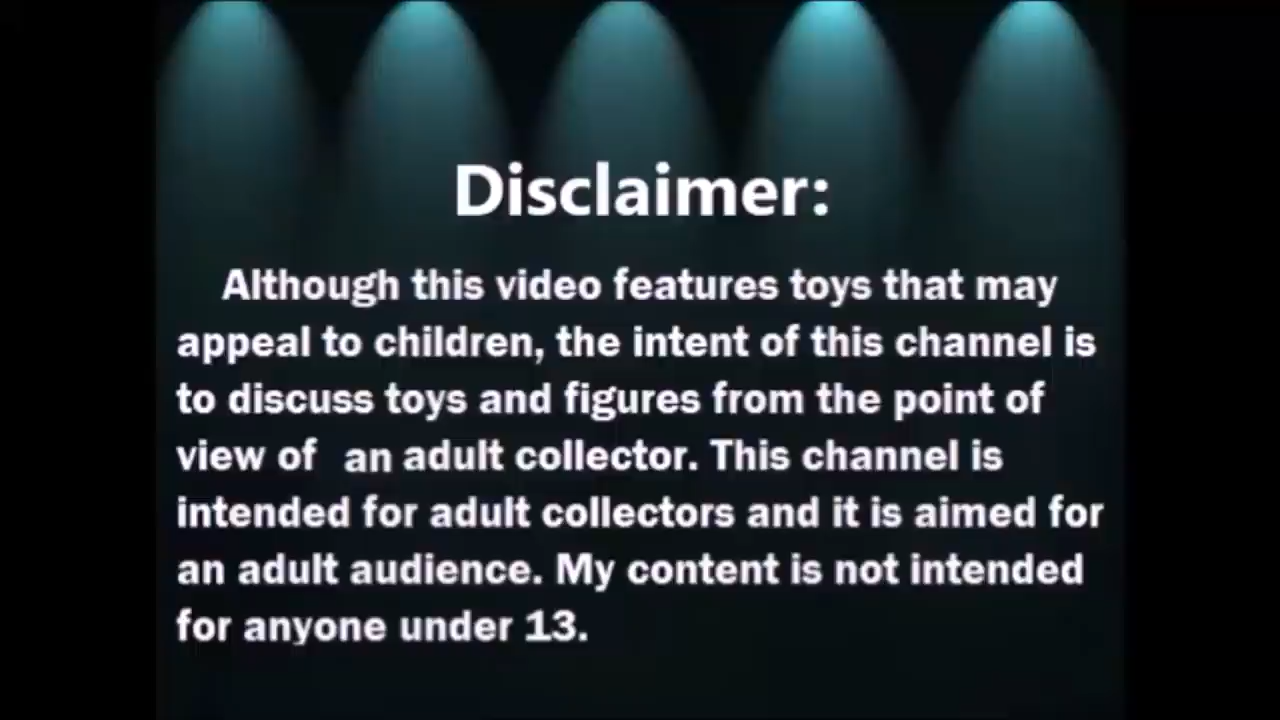 Disclaimer:
Although this video features toys that may
appeal to children, the intent of this channel is
to discuss toys and figures from the point of
view of an adult collector. This channel is
intended for adult collectors and it is aimed for
an adult audience. My content is not intended
for anyone under 13.